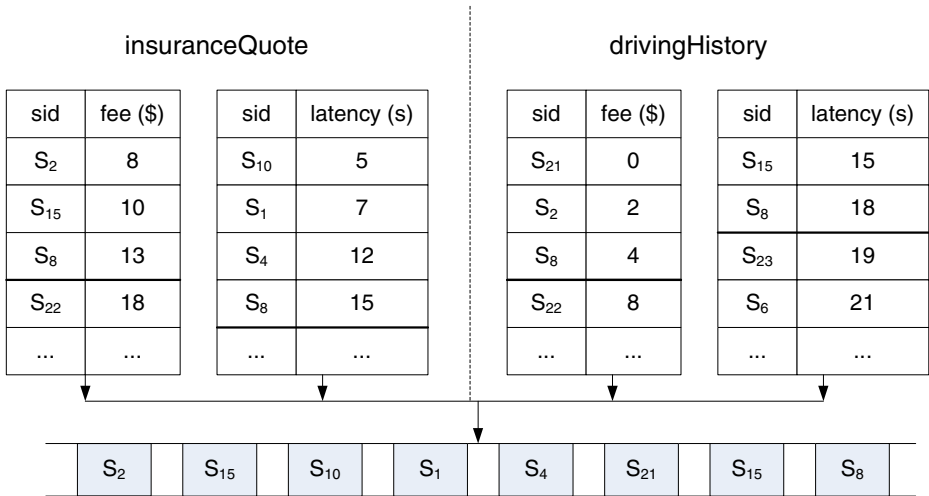 insuranceQuote drivingHistory
sid fee ($) sid latency (s) sid fee ($) sid latency (s)
S2 8 S10 5 S21 0 S15 15
S15 10 S1 7 S2 2 S8 18
S8 13 S4 12 S8 4 S23 19
S22 18 S8 15 S22 8 S6 21
... ... ... ... ... ... ... ...
S2 S15 S10 S1 S4 S21 S15 S8